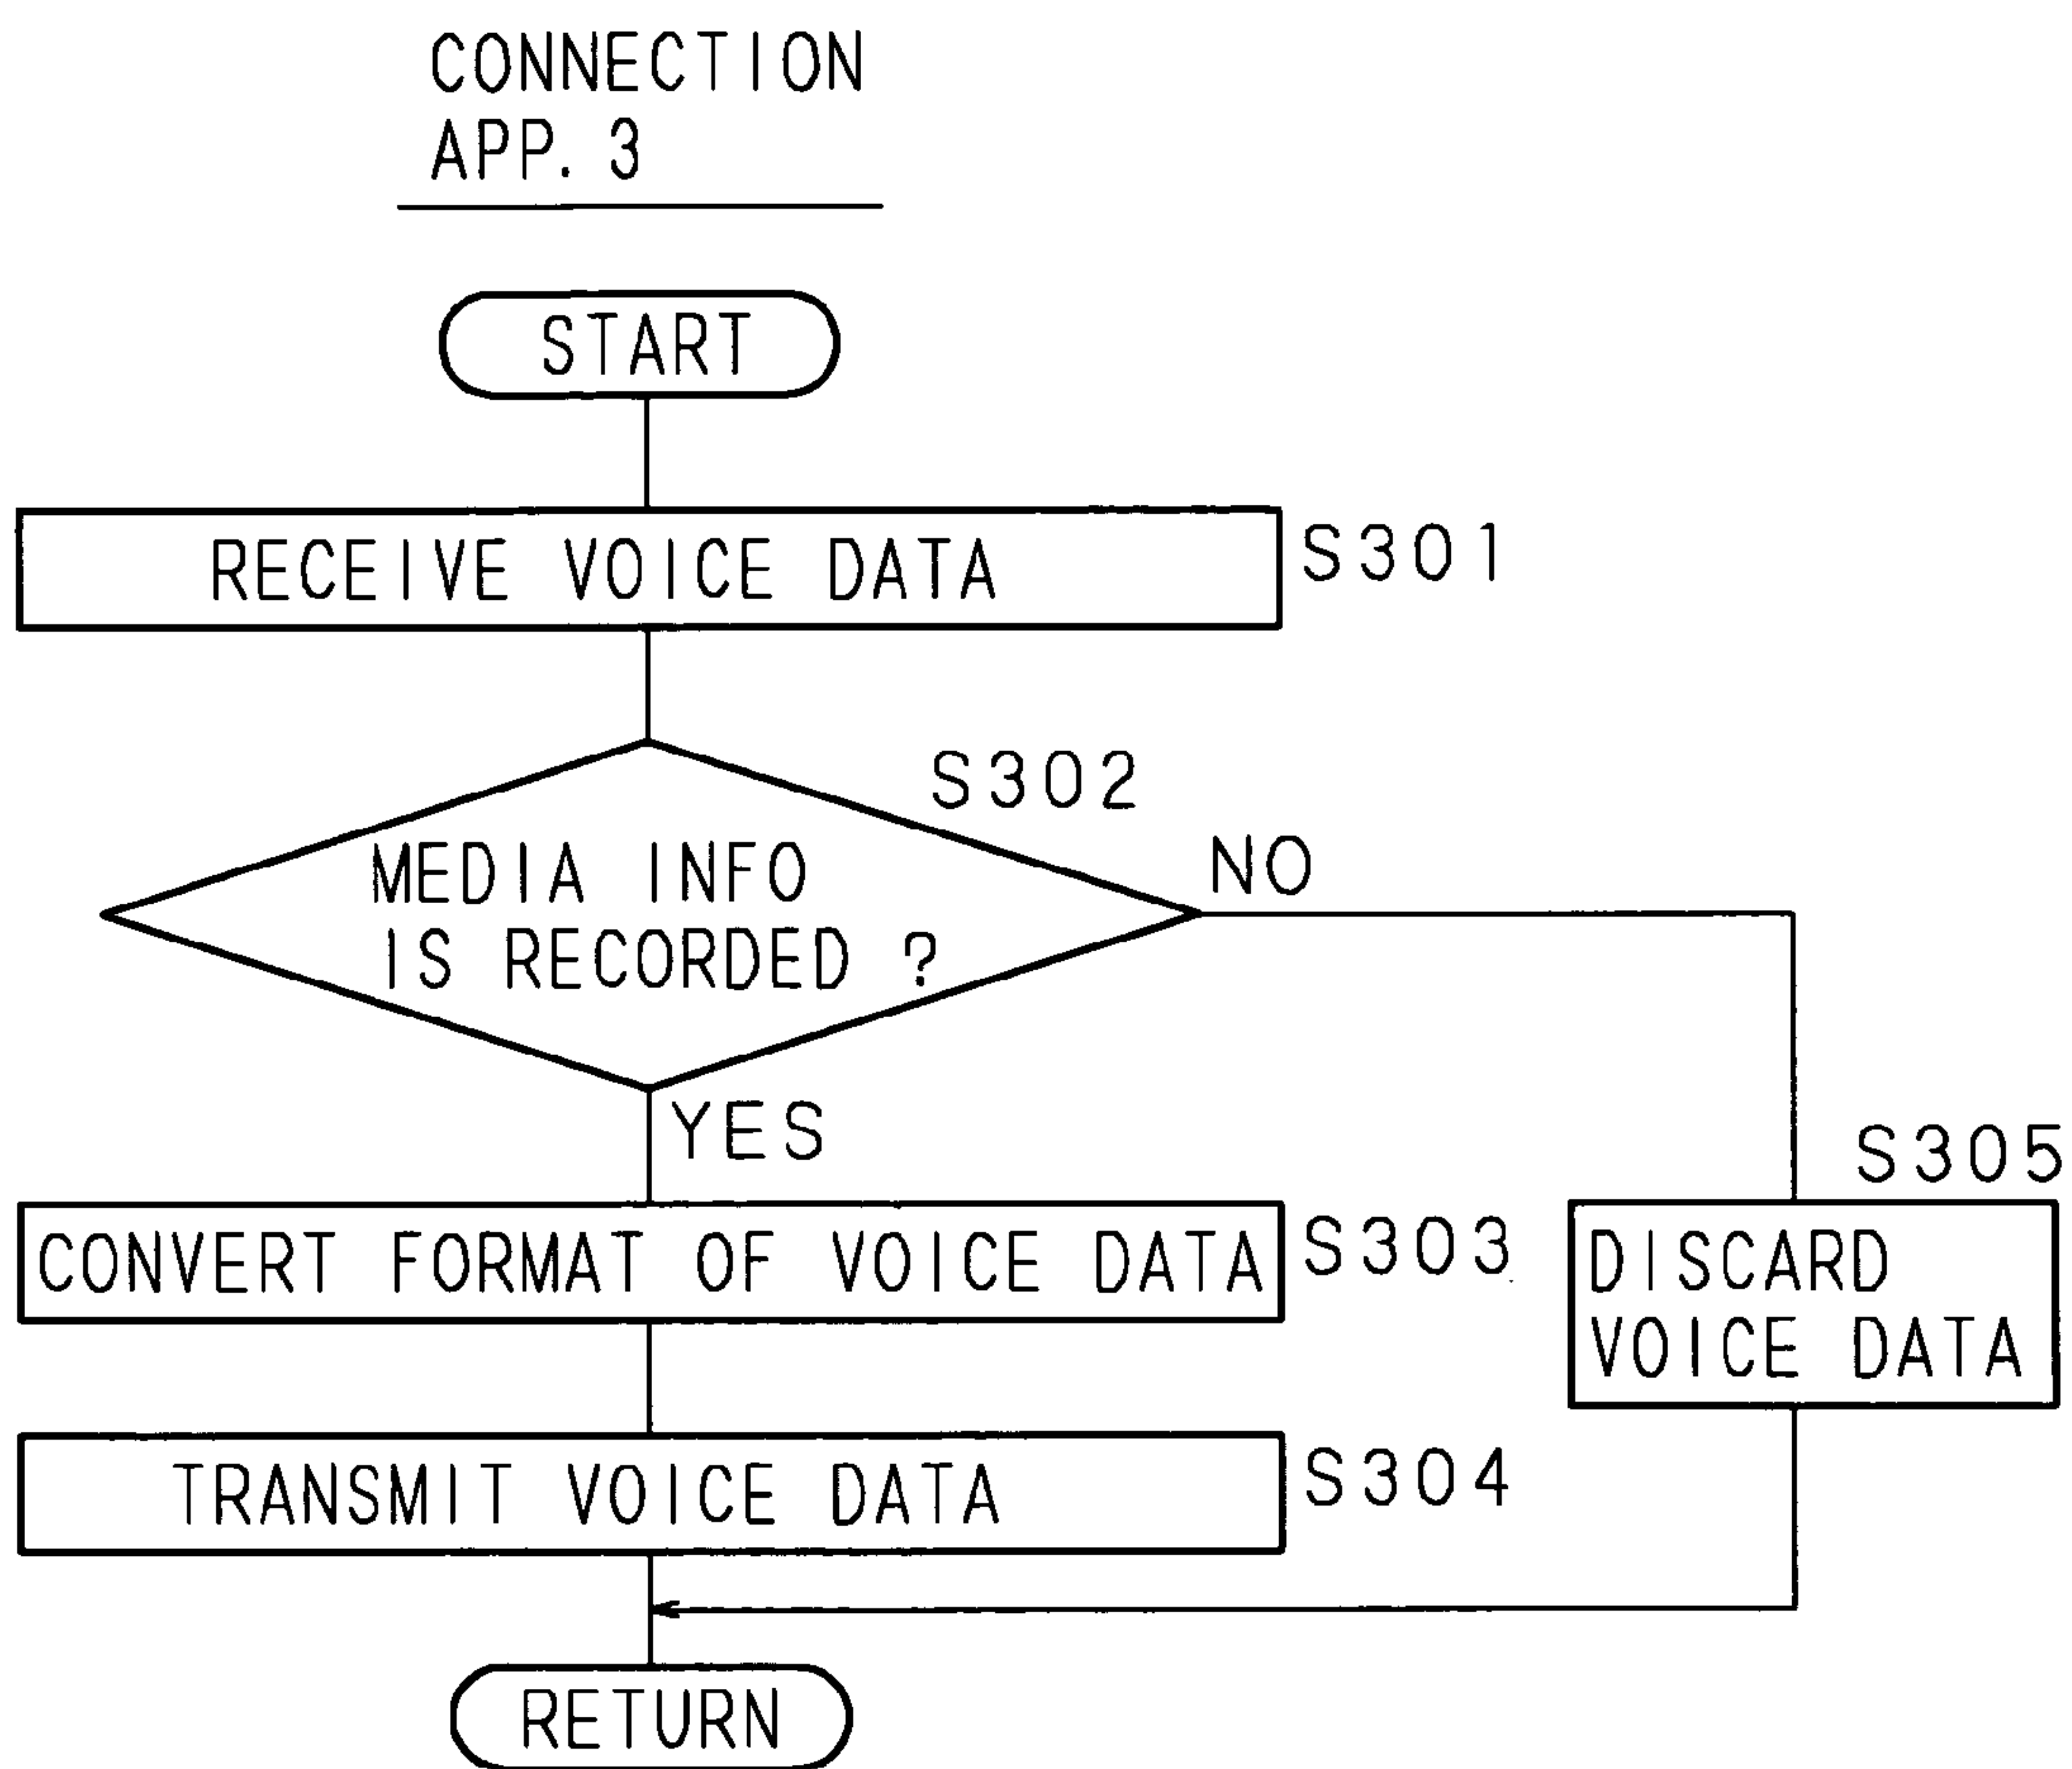 CONNECTION
APP. 3
START
RECEIVE VOICE DATA
S301
S302
MEDIA INFO
IS RECORDED ?
NO
YES
CONVERT FORMAT OF VOICE DATA
S303
S305
DISCARD
VOICE DATA
TRANSMIT VOICE DATA
S304
RETURN